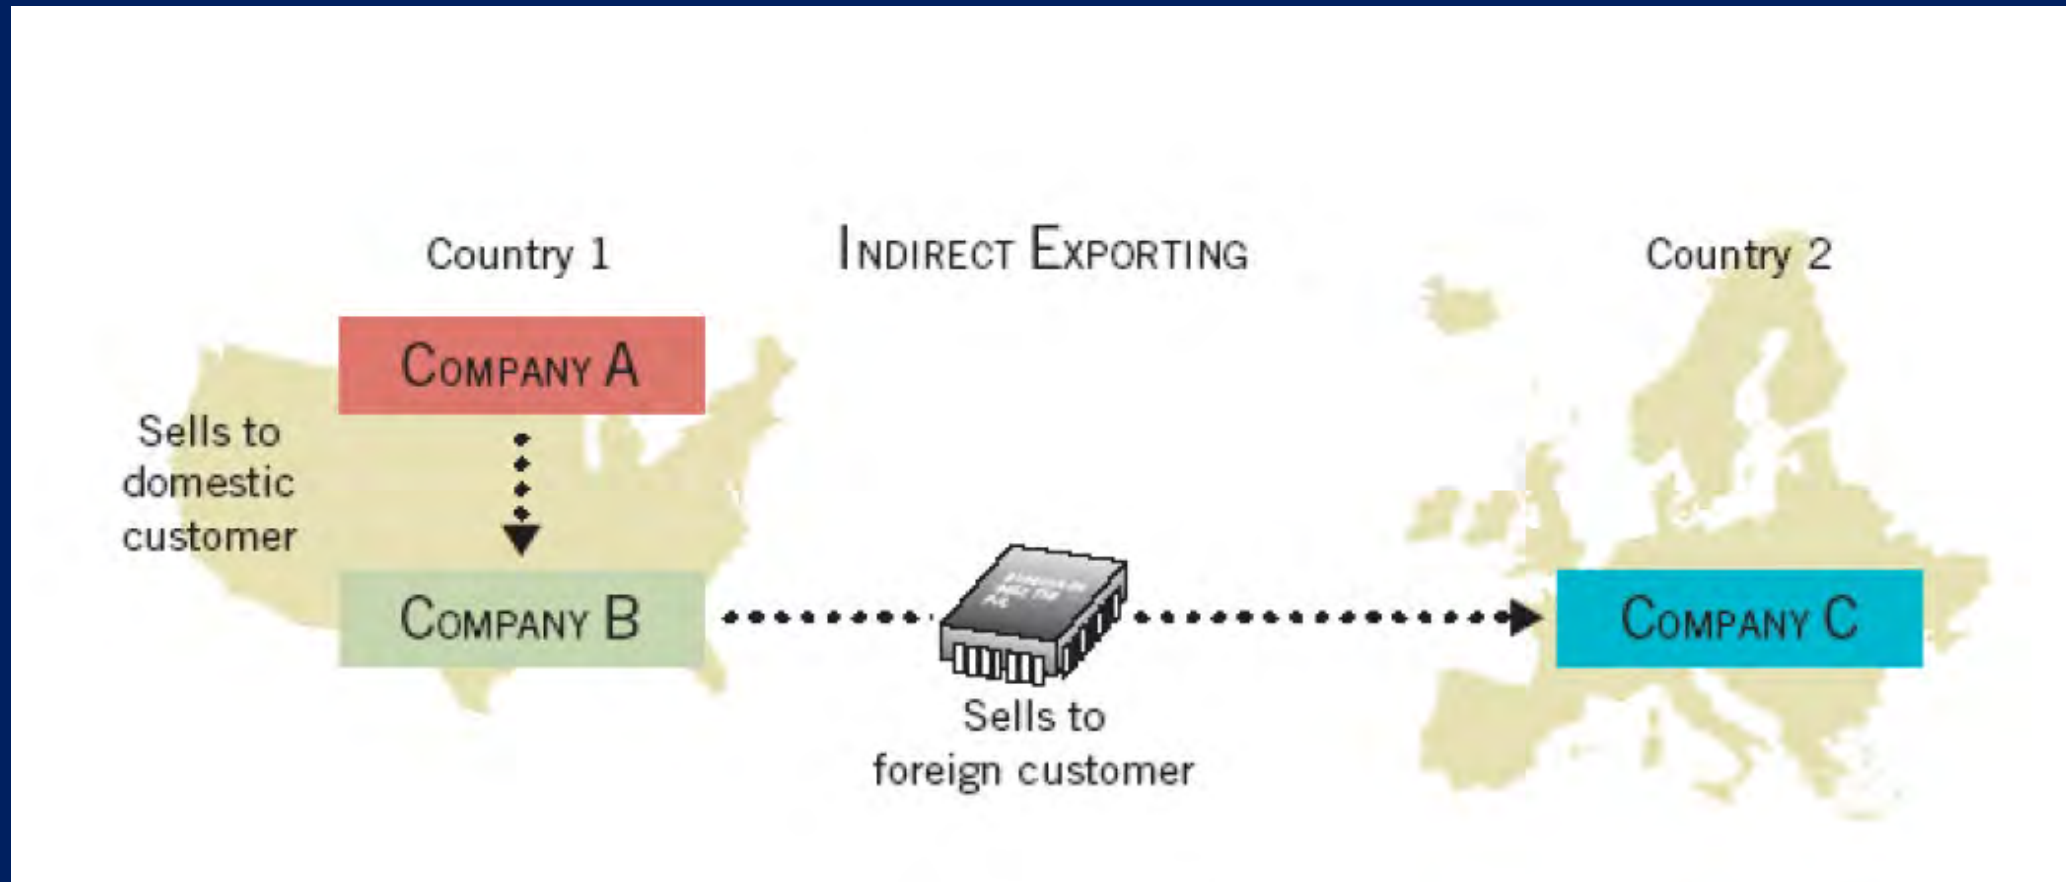 Country 1
INDIRECT EXPORTING
Country 2
COMPANY A
Sells to
domestic
customer
COMPANY B
COMPANY C
Sells to
foreign customer